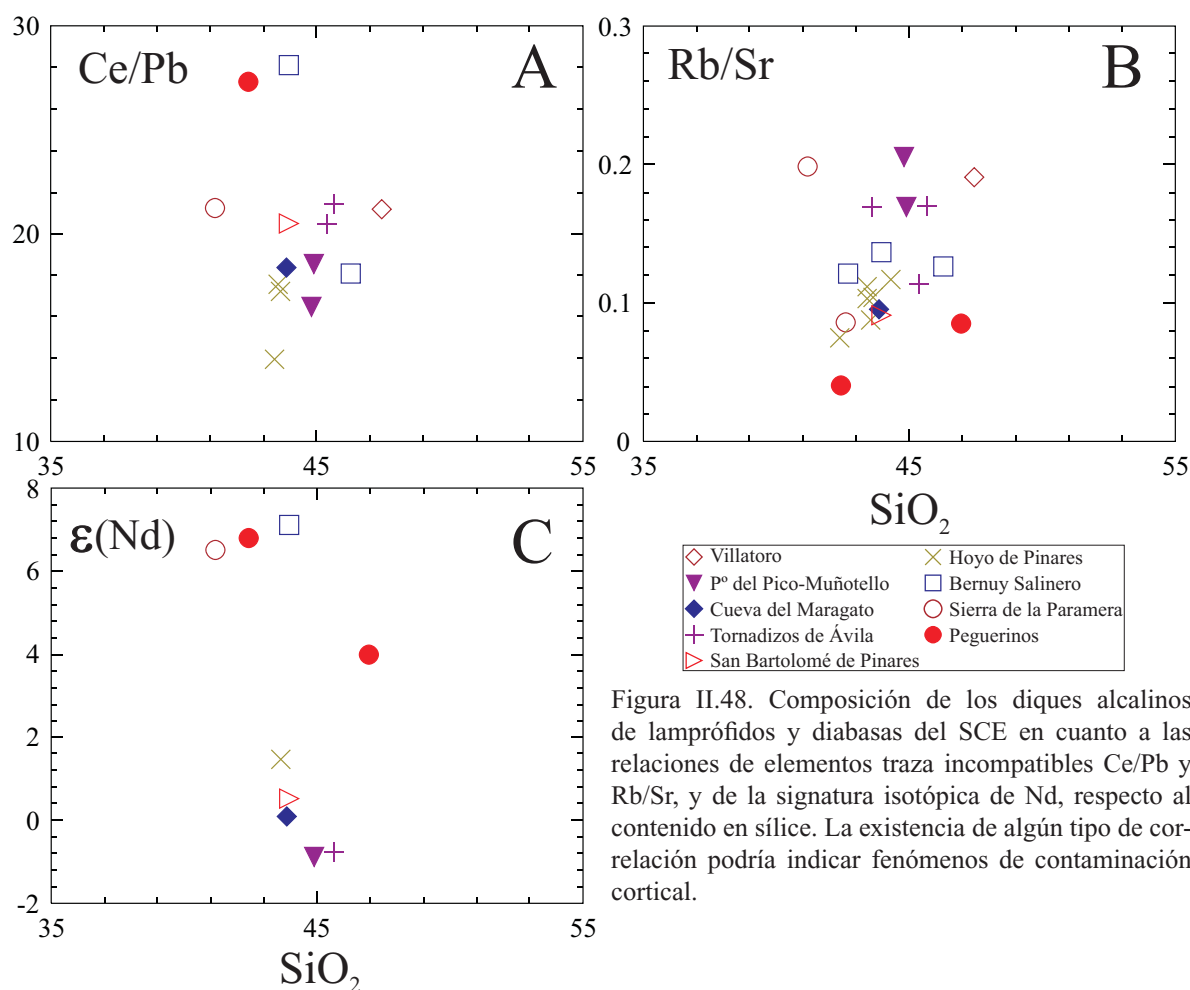 30
Ce/Pb
A
20
10
35
45
55
0.3
Rb/Sr
B
0.2
0.1
0
35
45
55
SiO2
8
ε(Nd)
C
6
4
2
0
-2
35
45
55
SiO2
Villatoro
Pº del Pico-Muñotello
Cueva del Maragato
Tornadizos de Ávila
San Bartolomé de Pinares
Hoyo de Pinares
Bernuy Salinero
Sierra de la Paramera
Peguerinos
Figura II.48. Composición de los diques alcalinos
de lamprófidos y diabasas del SCE en cuanto a las
relaciones de elementos traza incompatibles Ce/Pb y
Rb/Sr, y de la signatura isotópica de Nd, respecto al
contenido en sílice. La existencia de algún tipo de cor-
relación podría indicar fenómenos de contaminación
cortical.